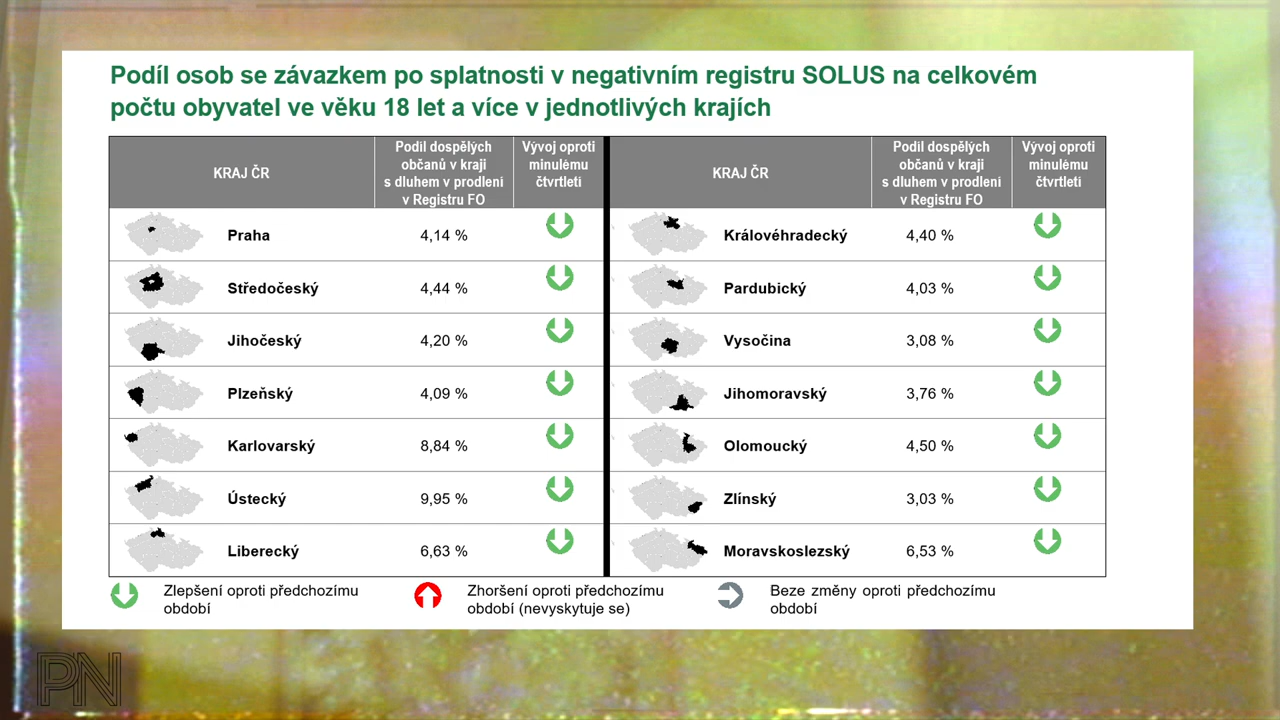 Podíl osob se závazkem po splatnosti v negativním registru SOLUS na celkovém
počtu obyvatel ve věku 18 let a více v jednotlivých krajích
KRAJ ČR
Podíl dospělých
občanů v kraji
s dluhem v prodlení
v Registru FO
Vývoj oproti
minulému
čtvrtletí
KRAJ ČR
Podíl dospělých
občanů v kraji
s dluhem v prodlení
v Registru FO
Vývoj oproti
minulému
čtvrtletí
Praha 4,14 % Královéhradecký 4,40 %
Středočeský 4,44 % Pardubický 4,03 %
Jihočeský 4,20 % Vysočina 3,08 %
Plzeňský 4,09 % Jihomoravský 3,76 %
Karlovarský 8,84 % Olomoucký 4,50 %
Ústecký 9,95 % Zlínský 3,03 %
Liberecký 6,63 % Moravskoslezský 6,53 %
Zlepšení oproti předchozímu
období
Zhoršení oproti předchozímu
období (nevyskytuje se)
Beze změny oproti předchozímu
období
PN